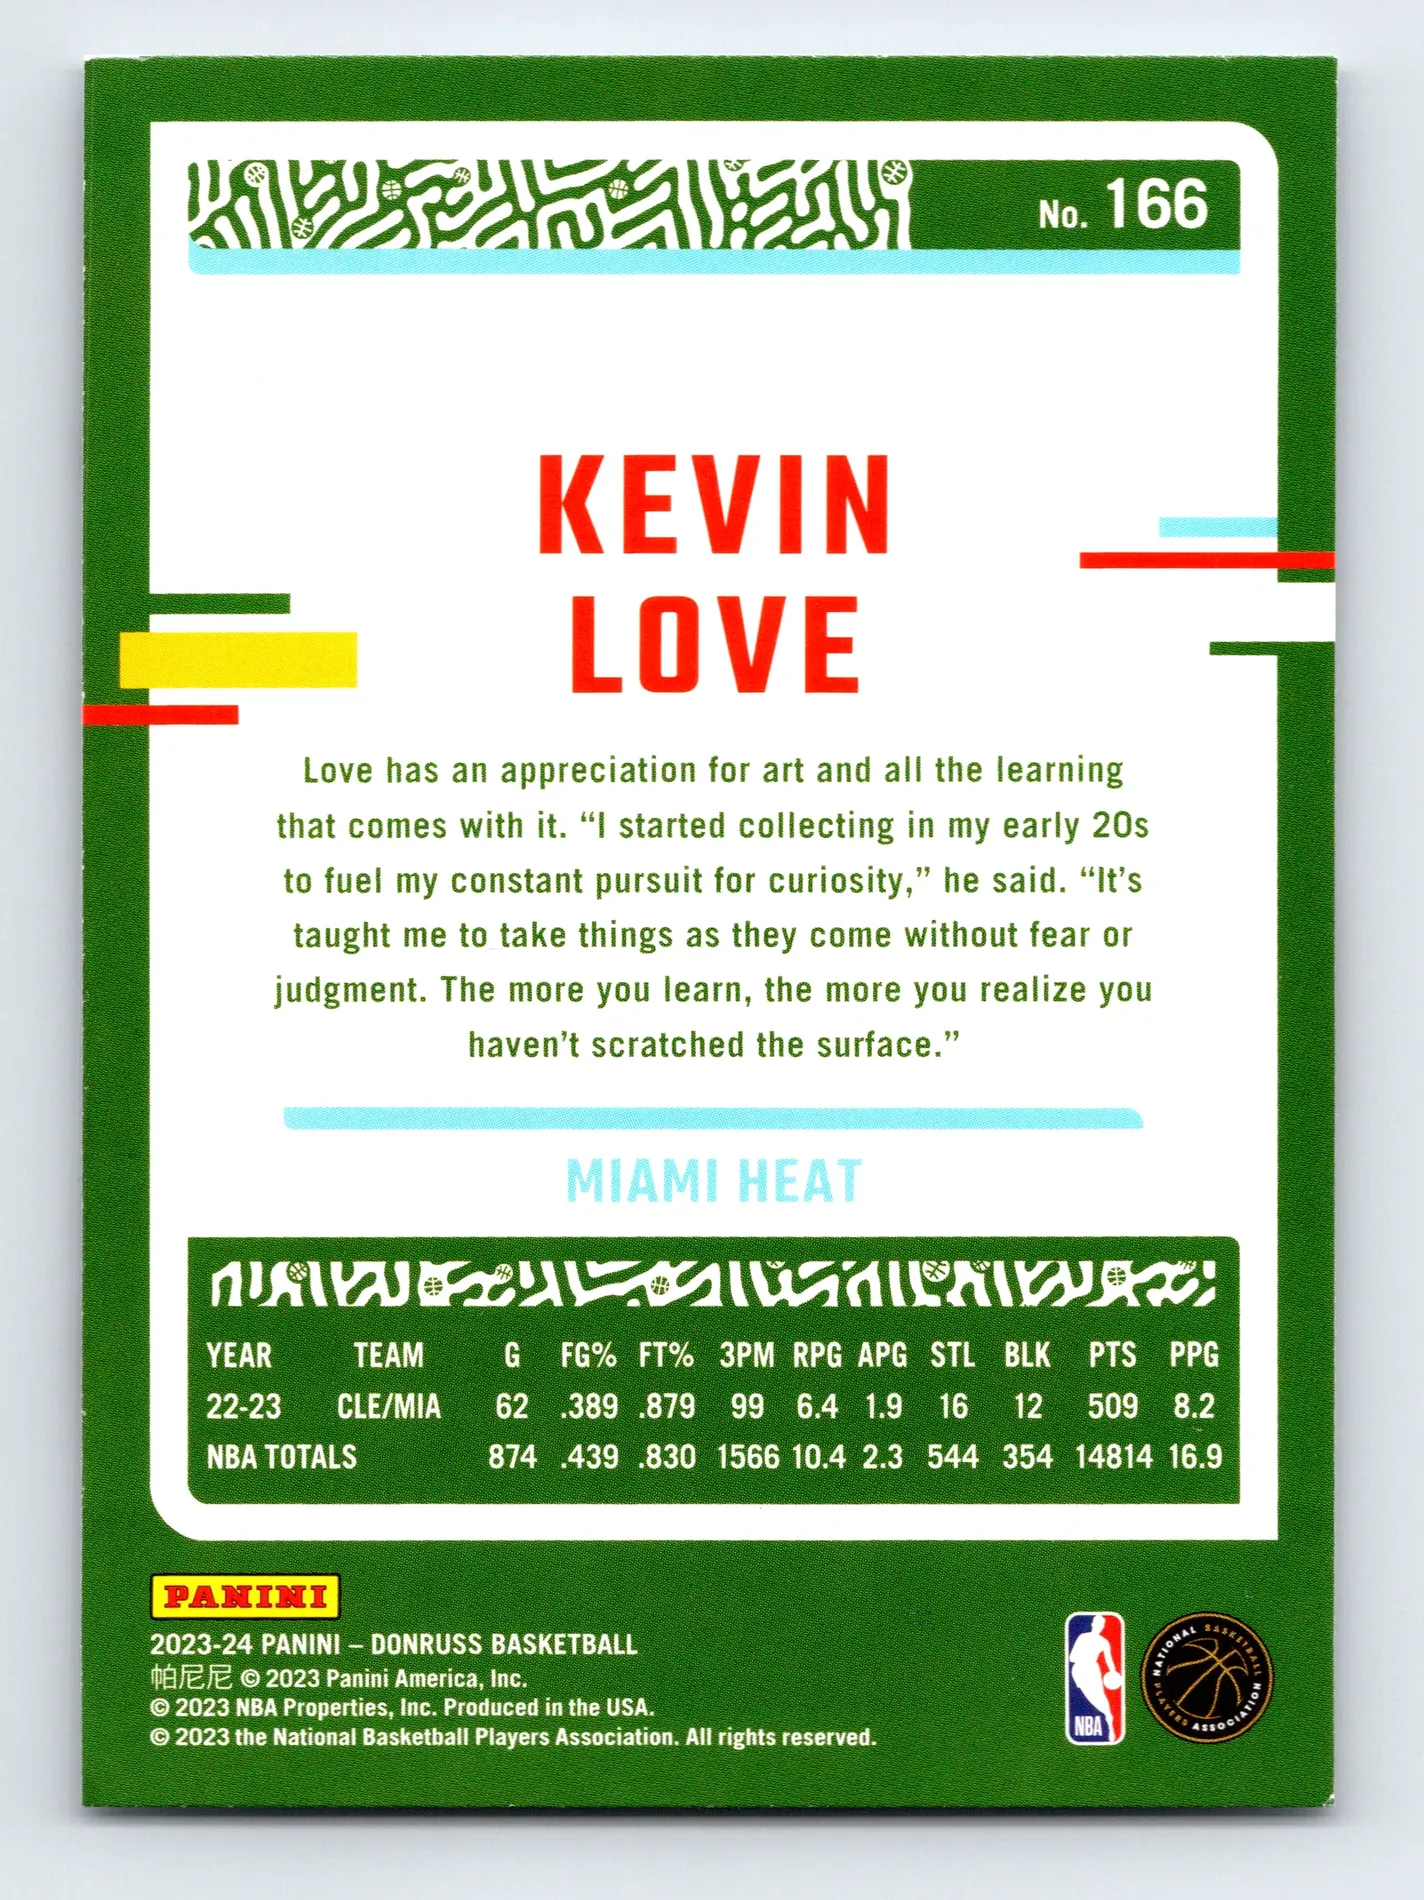 No. 166
KEVIN
LOVE
Love has an appreciation for art and all the learning
that comes with it. “I started collecting in my early 20s
to fuel my constant pursuit for curiosity,” he said. “It’s
taught me to take things as they come without fear or
judgment. The more you learn, the more you realize you
haven’t scratched the surface.”
MIAMI HEAT
YEAR TEAM G FG% FT% 3PM RPG APG STL BLK PTS PPG
22-23 CLE/MIA 62 .389 .879 99 6.4 1.9 16 12 509 8.2
NBA TOTALS 874 .439 .830 1566 10.4 2.3 544 354 14814 16.9
PANINI
2023-24 PANINI – DONRUSS BASKETBALL
帕尼尼 © 2023 Panini America, Inc.
© 2023 NBA Properties, Inc. Produced in the USA.
© 2023 the National Basketball Players Association. All rights reserved.
NBA
NATIONAL BASKETBALL PLAYERS ASSOCIATION